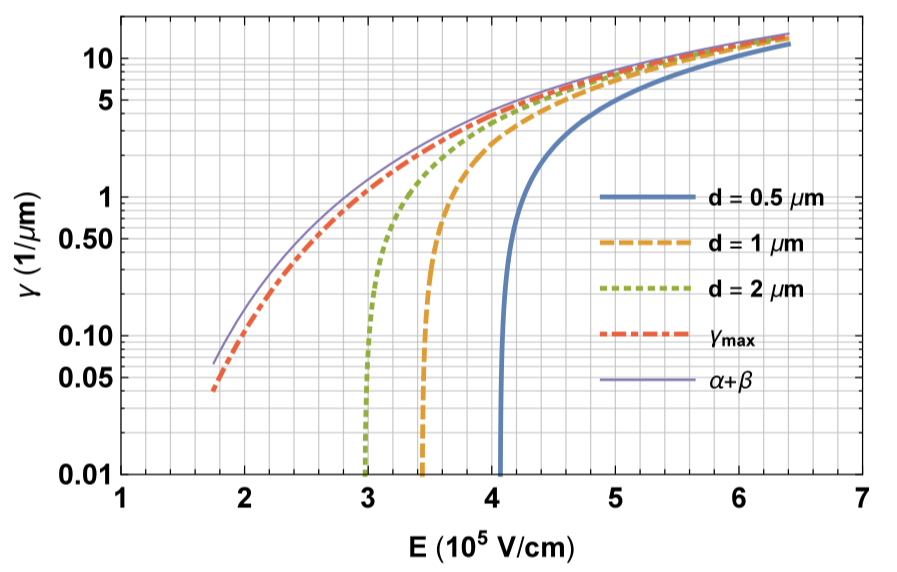 10
5
1
0.50
0.10
0.05
0.01
γ (1/μm)
d = 0.5 μm
d = 1 μm
d = 2 μm
γmax
α+β
1 2 3 4 5 6 7
E (10⁵ V/cm)